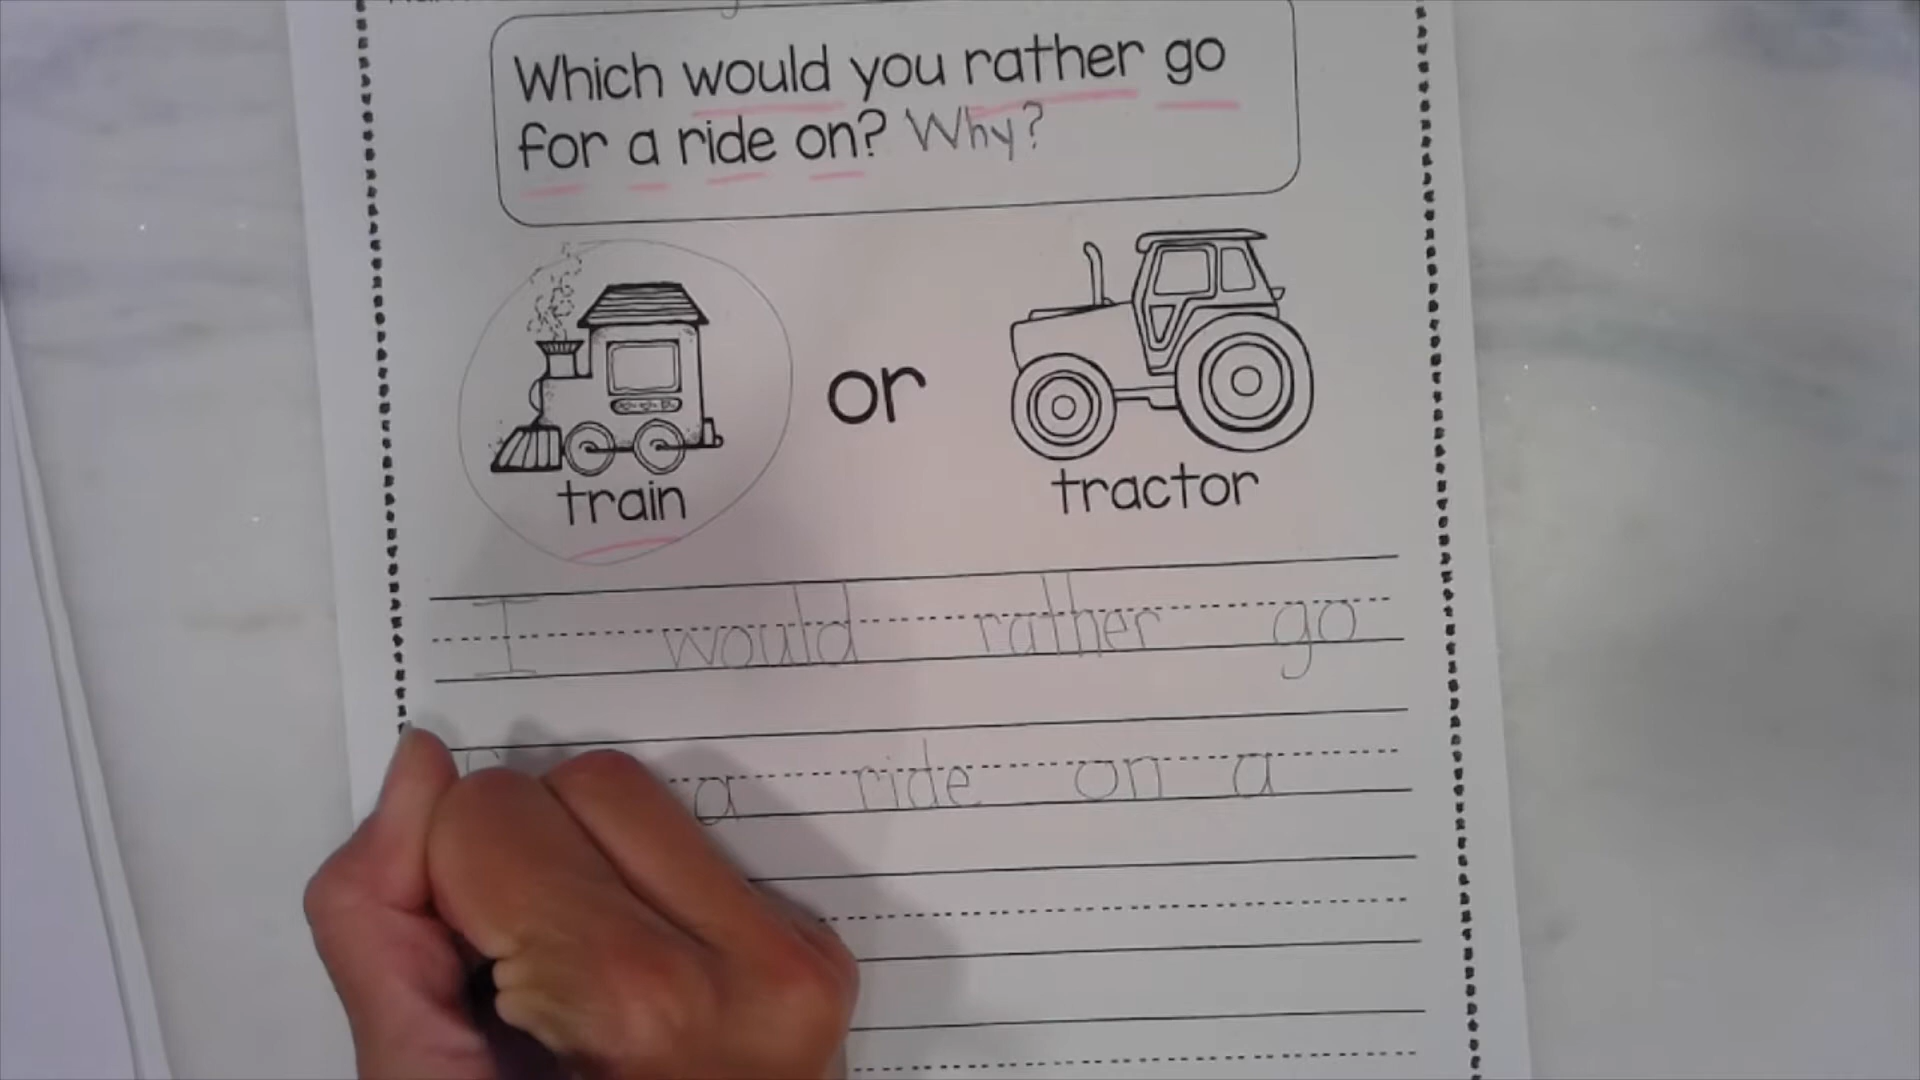 Which would you rather go
for a ride on? Why?
or
train
tractor
I would rather go
a ride on a